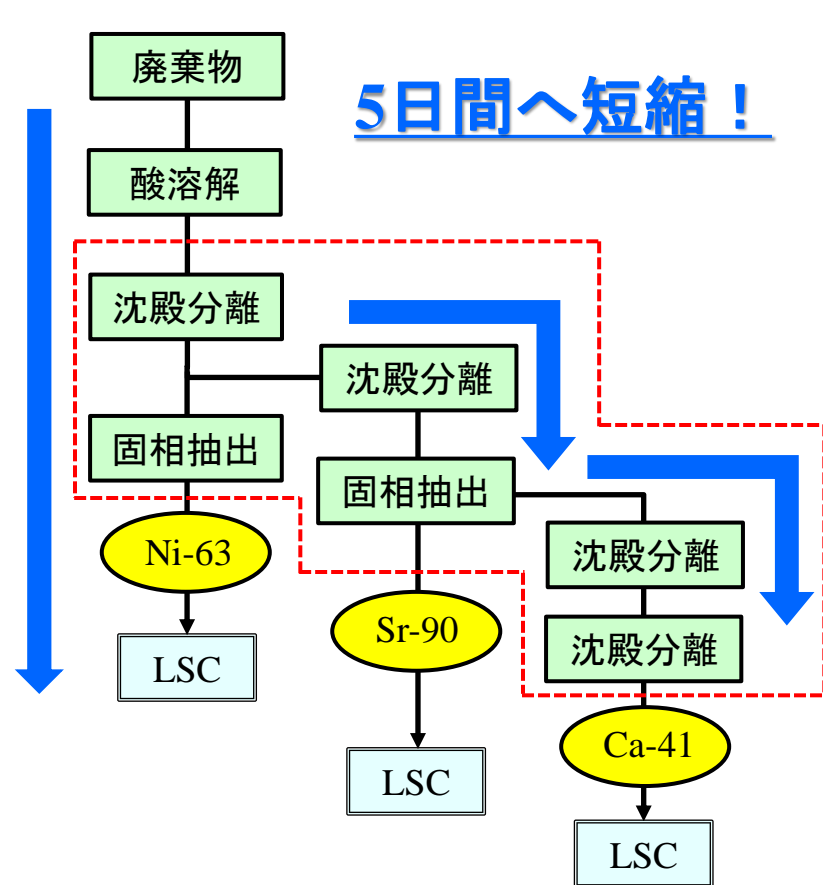 廃棄物
5日間へ短縮！
酸溶解
沈殿分離
沈殿分離
固相抽出
固相抽出
Ni-63
沈殿分離
Sr-90
沈殿分離
LSC
Ca-41
LSC
LSC